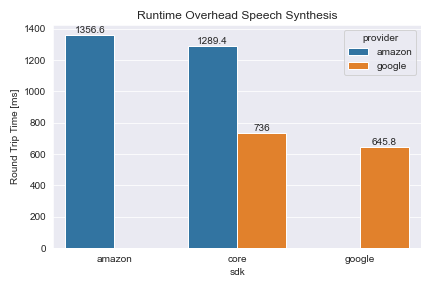 Runtime Overhead Speech Synthesis
1400
1200
1000
800
600
400
200
0
Round Trip Time [ms]
1356.6
1289.4
736
645.8
provider
amazon
google
amazon
core
google
sdk